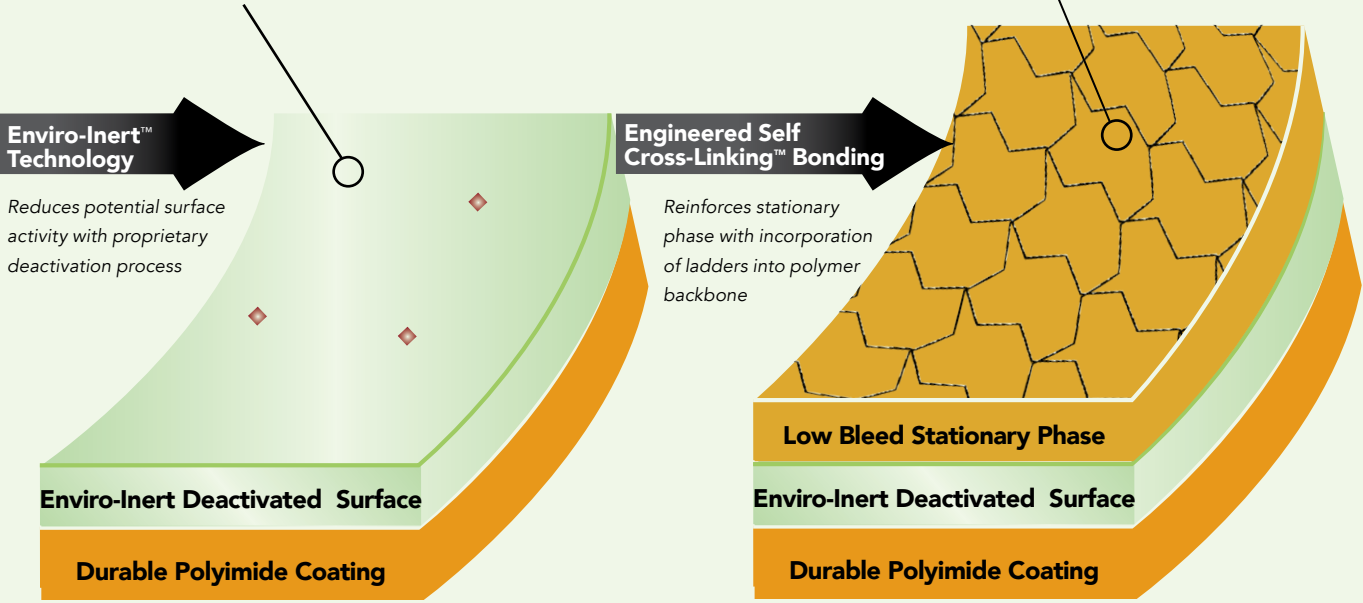 Enviro-Inert™
Technology
Reduces potential surface
activity with proprietary
deactivation process
Enviro-Inert Deactivated Surface
Durable Polyimide Coating
Engineered Self
Cross-Linking™ Bonding
Reinforces stationary
phase with incorporation
of ladders into polymer
backbone
Low Bleed Stationary Phase
Enviro-Inert Deactivated Surface
Durable Polyimide Coating